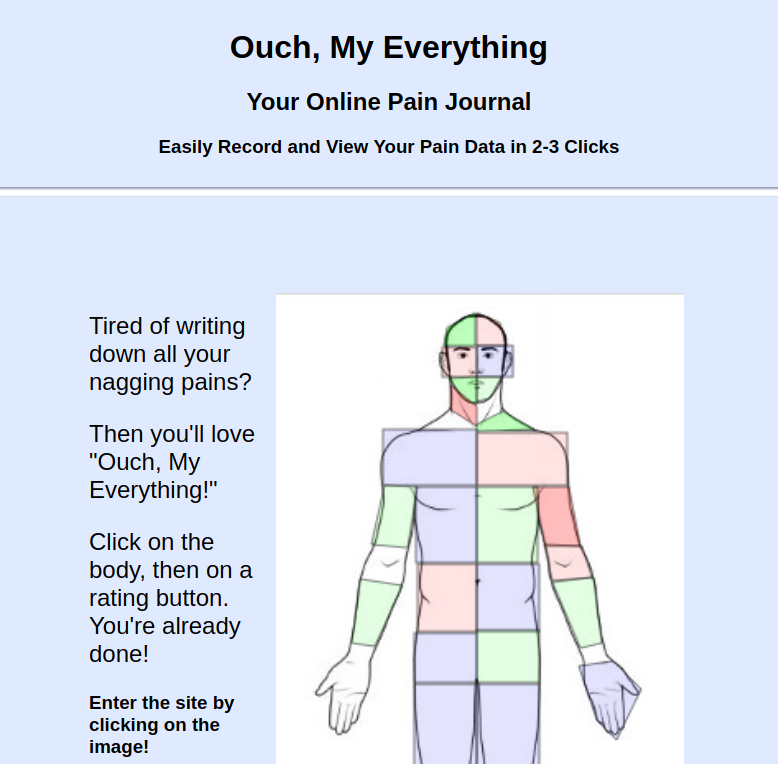 Ouch, My Everything
Your Online Pain Journal
Easily Record and View Your Pain Data in 2-3 Clicks
Tired of writing
down all your
nagging pains?
Then you'll love
"Ouch, My
Everything!"
Click on the
body, then on a
rating button.
You're already
done!
Enter the site by
clicking on the
image!